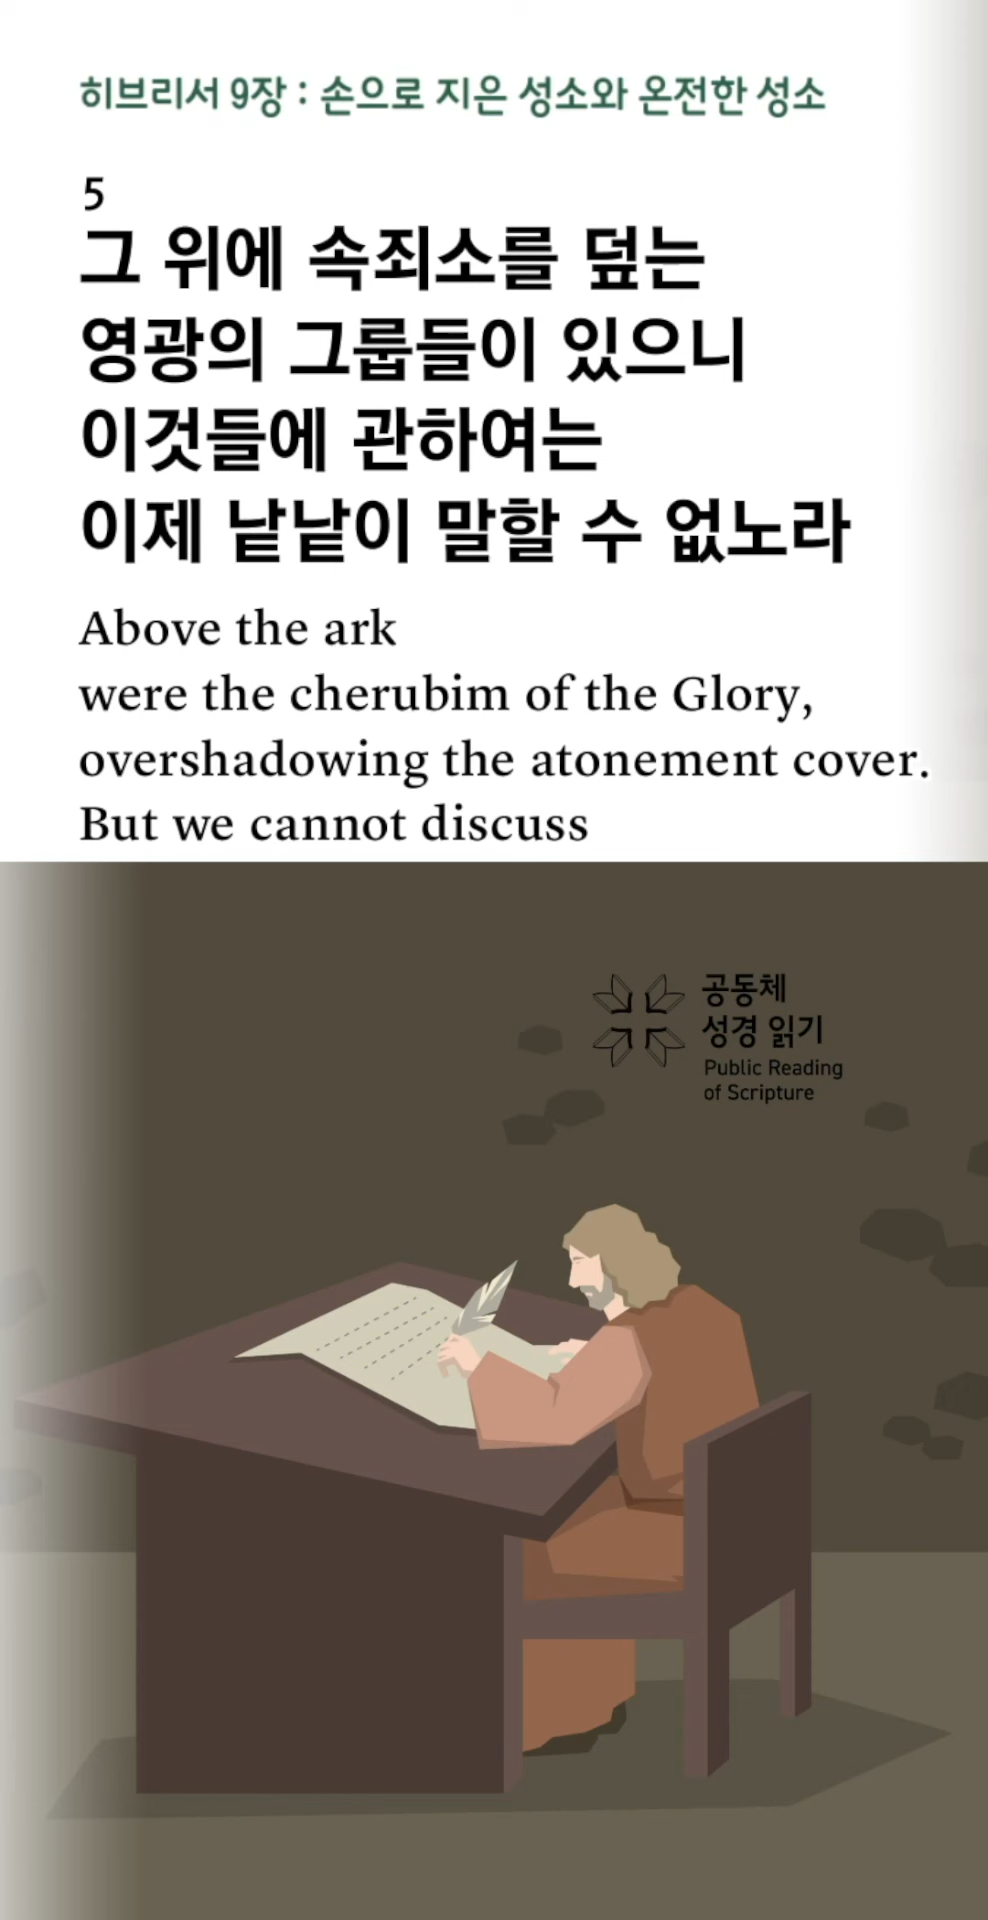 히브리서 9장 : 손으로 지은 성소와 온전한 성소
5
그 위에 속죄소를 덮는
영광의 그룹들이 있으니
이것들에 관하여는
이제 낱낱이 말할 수 없노라
Above the ark
were the cherubim of the Glory,
overshadowing the atonement cover.
But we cannot discuss
공동체
성경 읽기
Public Reading
of Scripture